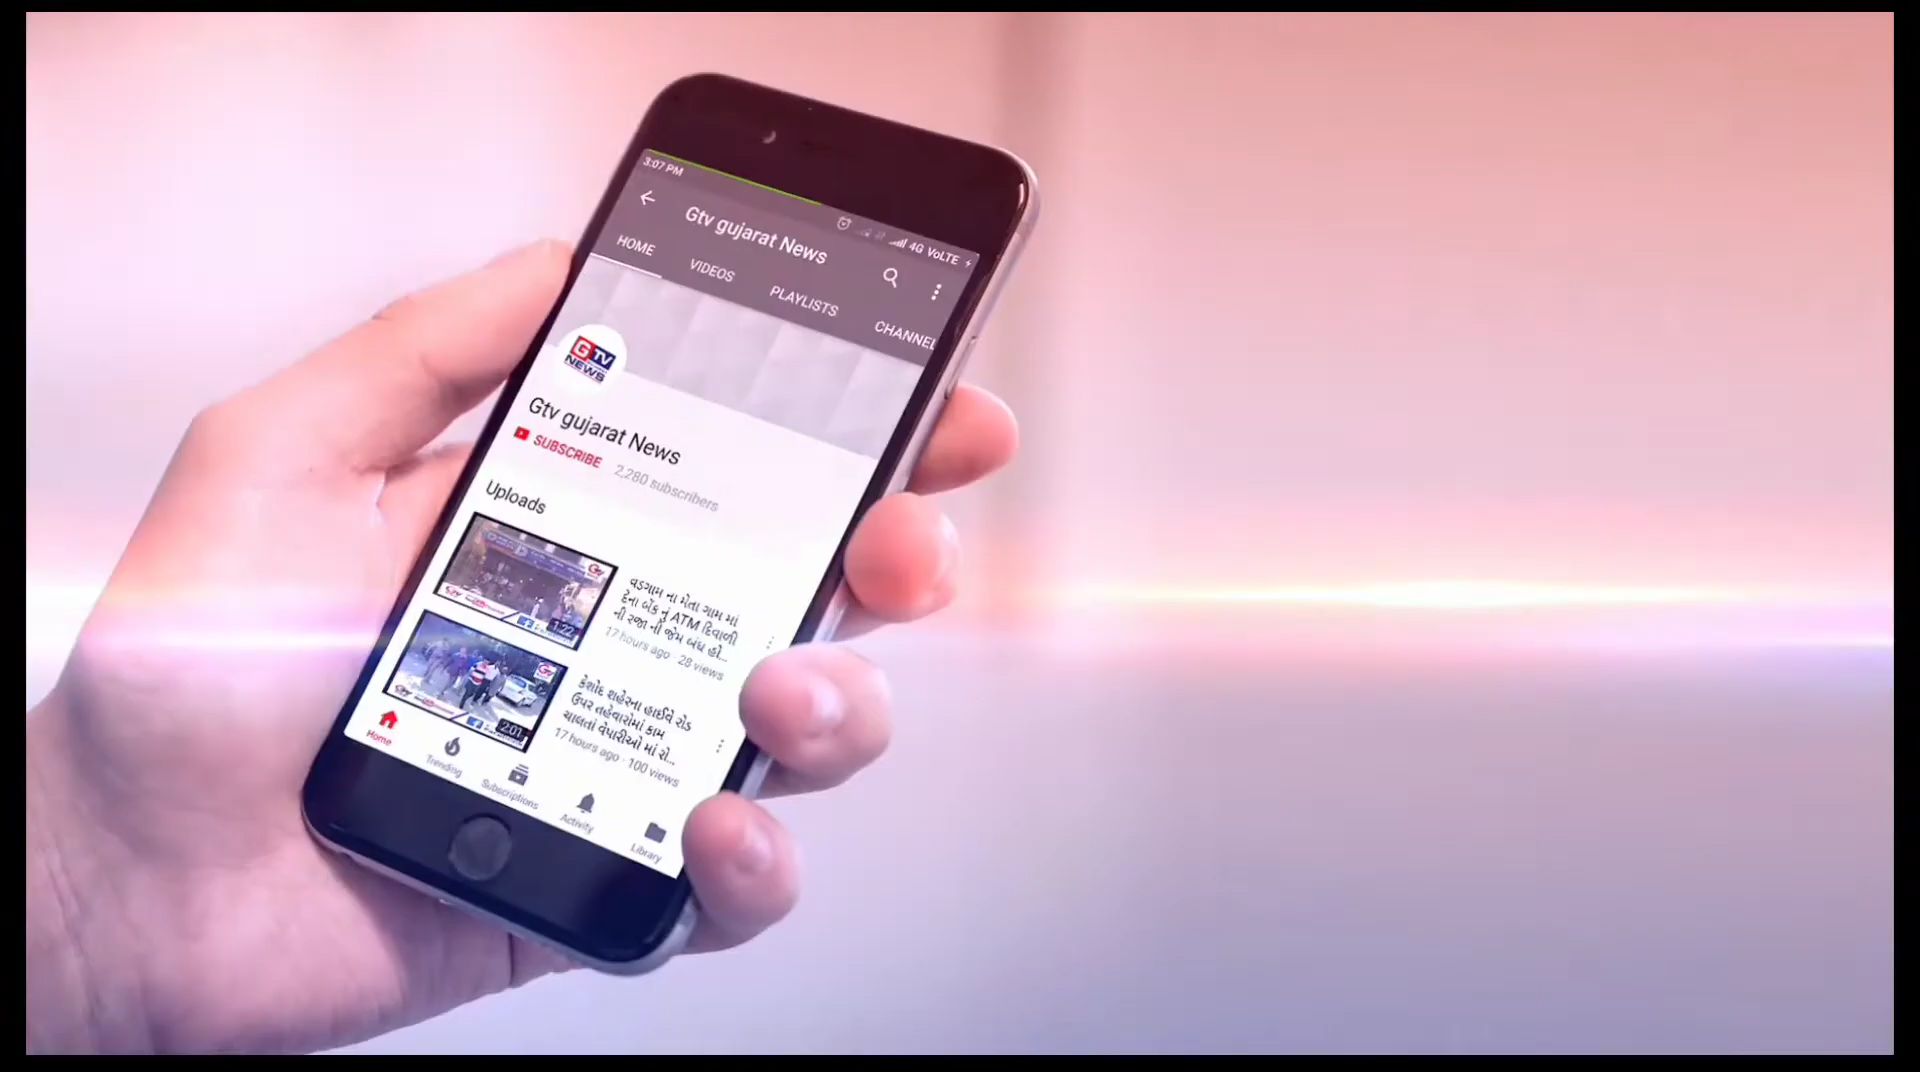 3:07 PM
4G VoLTE
Gtv gujarat News
HOME
VIDEOS
PLAYLISTS
CHANNEL
G TV
NEWS
Gtv gujarat News
SUBSCRIBE
2,280 subscribers
Uploads
1:22
વડગામ ના મેતા ગામ માં
દેના બેંક નું ATM દિવાળી
ની રજા ની જેમ બંધ હો...
17 hours ago · 28 views
2:01
કેશોદ શહેરના હાઈવે રોડ
ઉપર તહેવારોમાં કામ
ચાલતાં વેપારીઓ માં રો...
17 hours ago · 100 views
Home
Trending
Subscriptions
Activity
Library